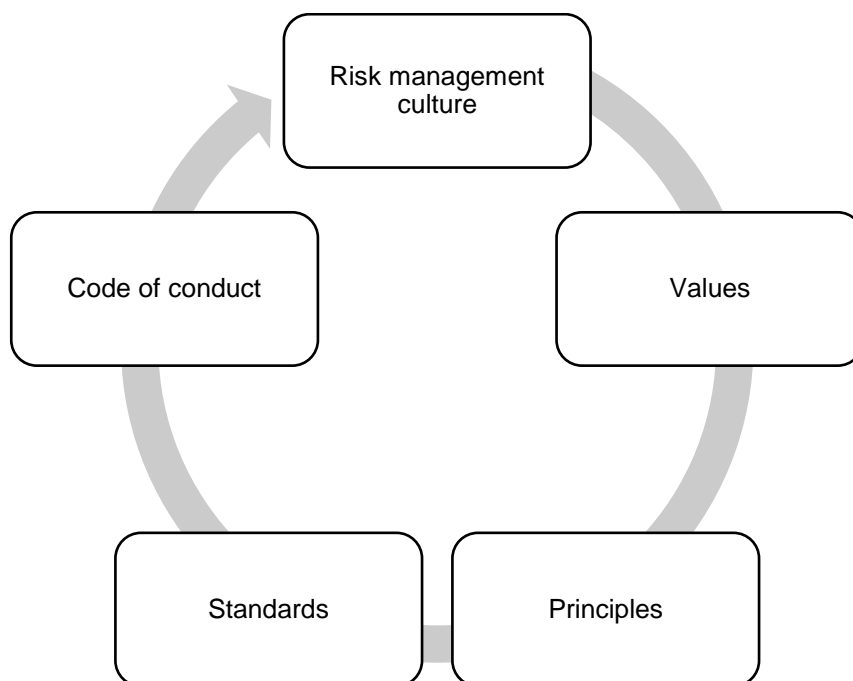 Risk management
culture
Values
Principles
Standards
Code of conduct